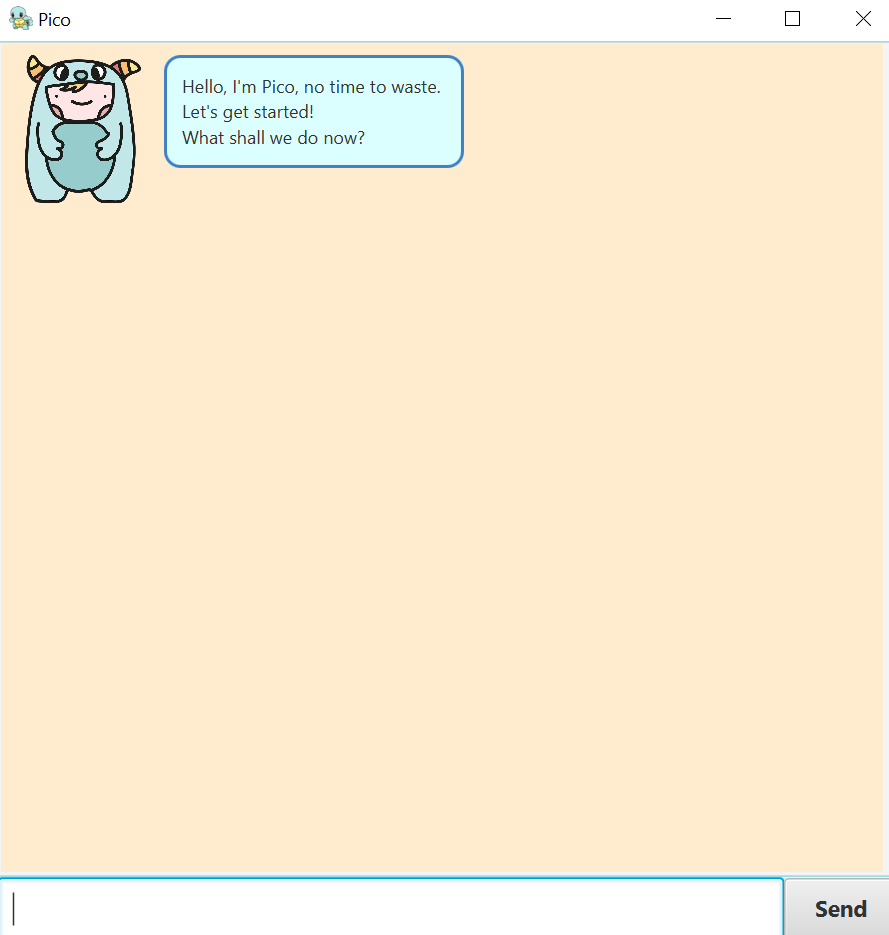 Pico
Hello, I'm Pico, no time to waste.
Let's get started!
What shall we do now?
Send